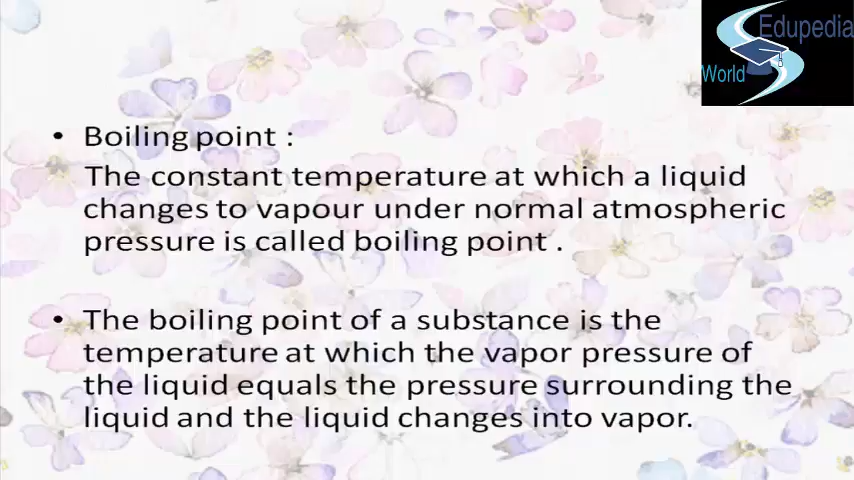 Edupedia
World
• Boiling point :
The constant temperature at which a liquid
changes to vapour under normal atmospheric
pressure is called boiling point .
• The boiling point of a substance is the
temperature at which the vapor pressure of
the liquid equals the pressure surrounding the
liquid and the liquid changes into vapor.